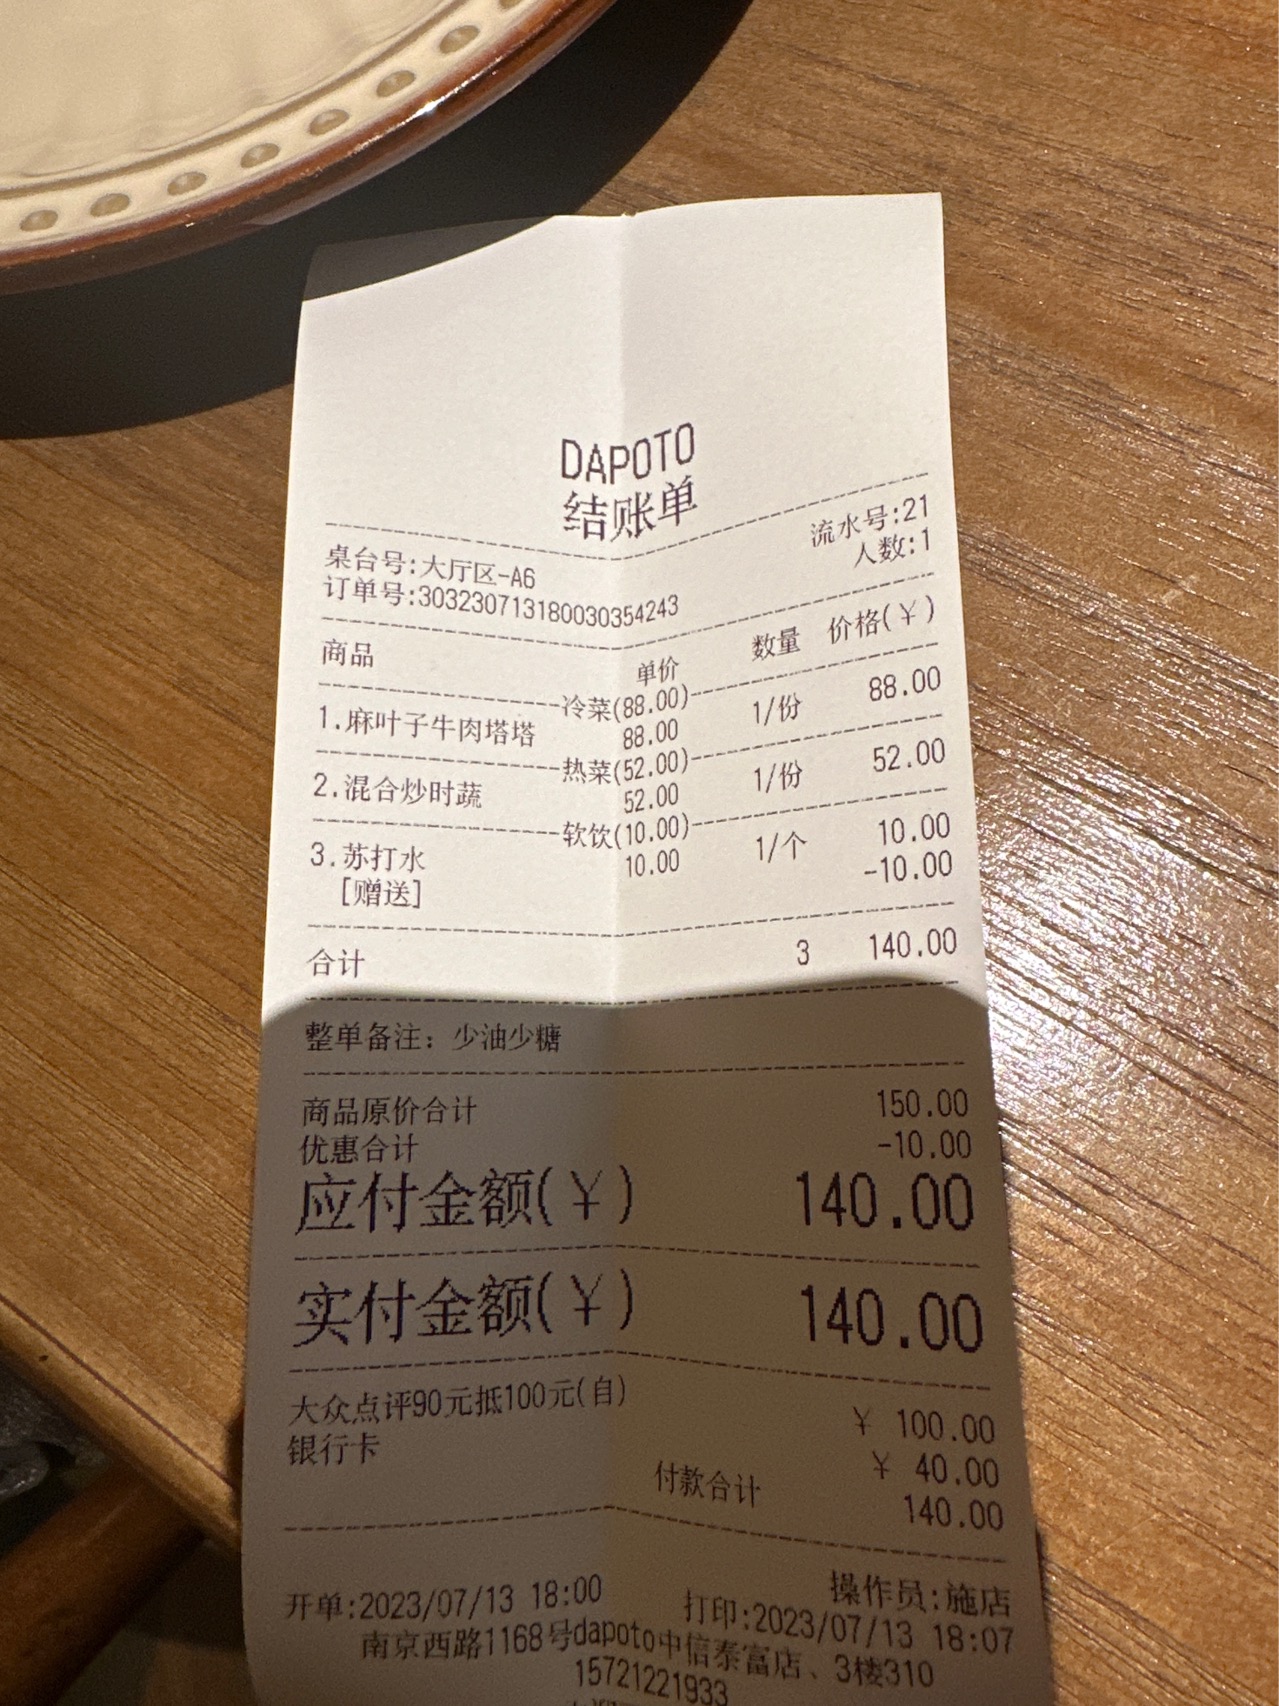 DAPOTO
结账单
流水号:21
桌台号:大厅区-A6
人数:1
订单号:303230713180030354243
商品 单价 数量 价格(¥)
冷菜(88.00)
1.麻叶子牛肉塔塔 88.00 1/份 88.00
热菜(52.00)
2.混合炒时蔬 52.00 1/份 52.00
软饮(10.00)
3.苏打水 10.00 1/个 10.00
[赠送] -10.00
合计 3 140.00
整单备注：少油少糖
商品原价合计 150.00
优惠合计 -10.00
应付金额(¥) 140.00
实付金额(¥) 140.00
大众点评90元抵100元(自) ¥ 100.00
银行卡 ¥ 40.00
付款合计 140.00
操作员:施店
开单:2023/07/13 18:00 打印:2023/07/13 18:07
南京西路1168号dapoto中信泰富店、3楼310
15721221933